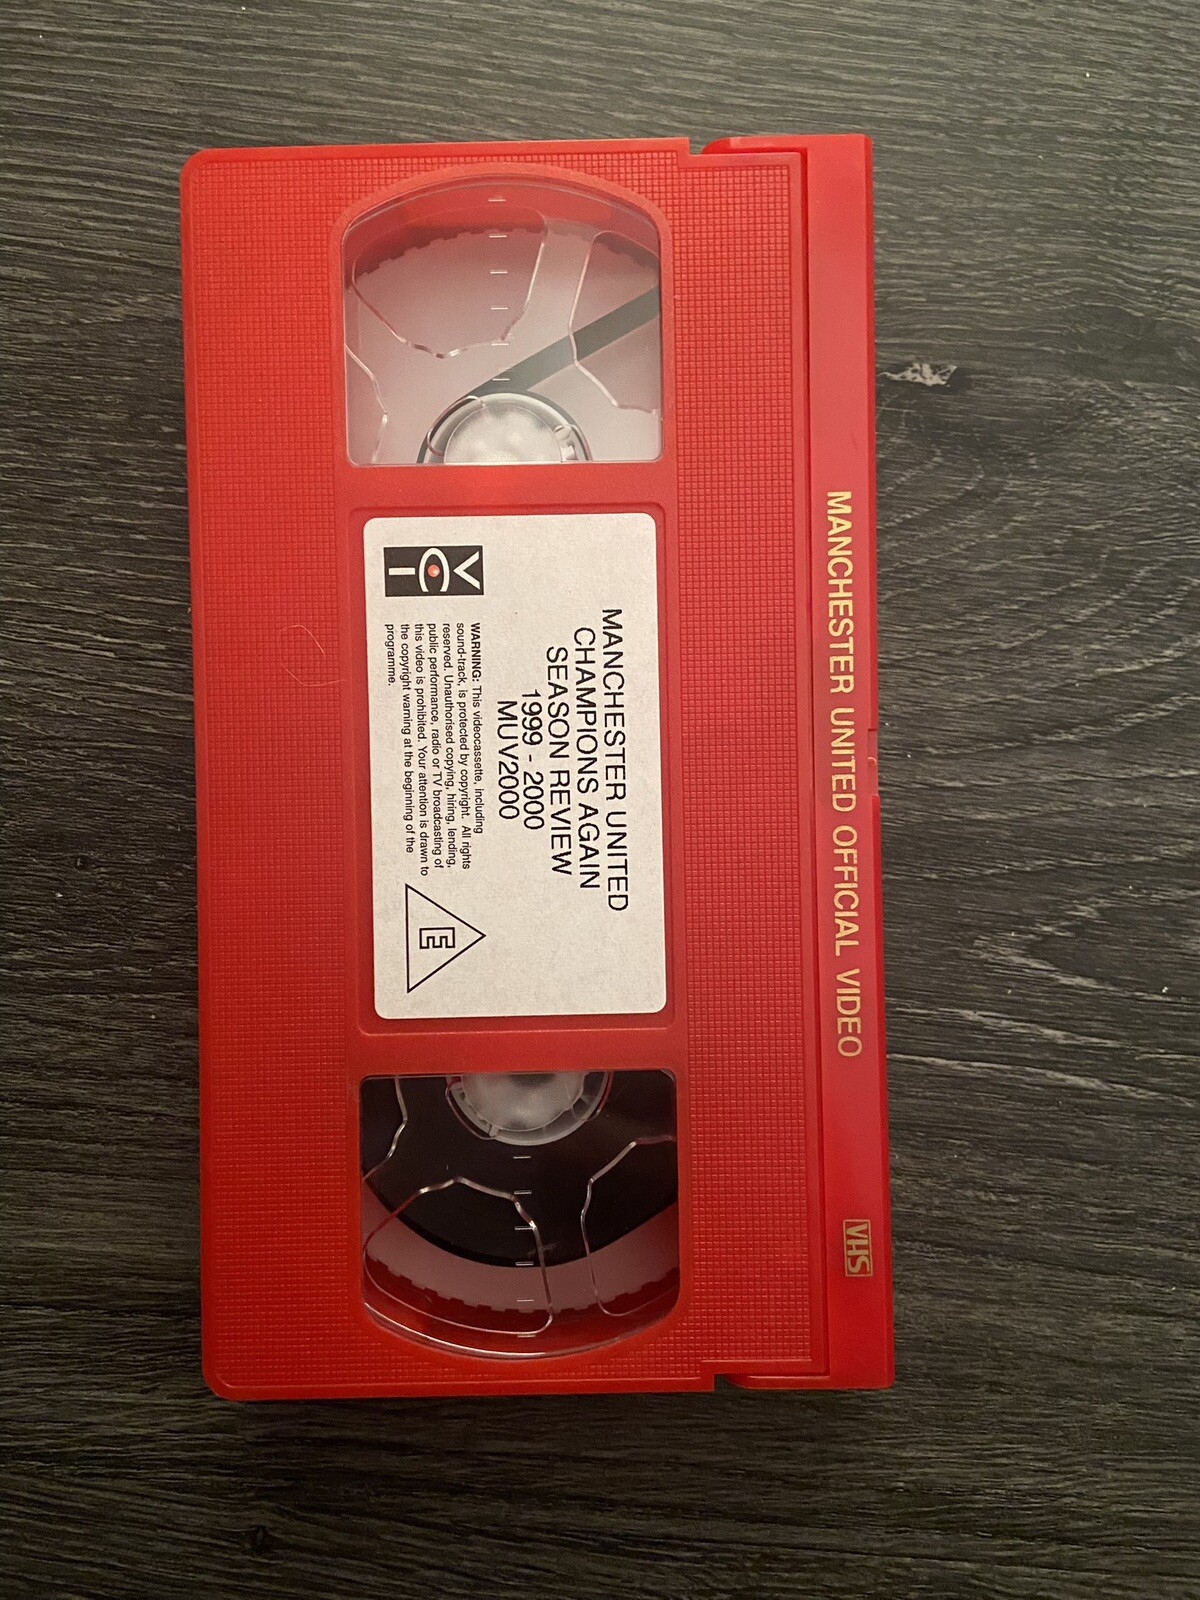 MANCHESTER UNITED OFFICIAL VIDEO
VHS
MANCHESTER UNITED
CHAMPIONS AGAIN
SEASON REVIEW
1999 - 2000
MUV2000
VCI
WARNING: This videocassette, including
sound-track, is protected by copyright. All rights
reserved. Unauthorised copying, hiring, lending,
public performance, radio or TV broadcasting of
this video is prohibited. Your attention is drawn to
the copyright warning at the beginning of the
programme.
E